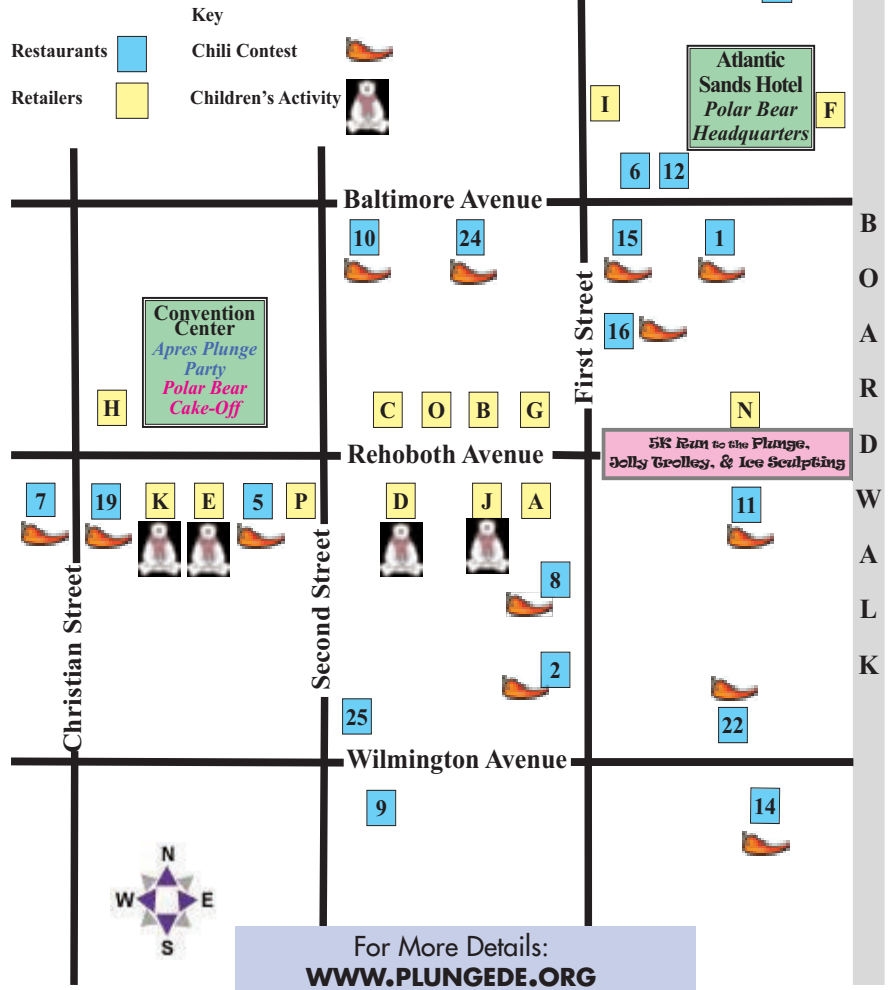 Key
Restaurants
Chili Contest
Retailers
Children's Activity
Atlantic
Sands Hotel
Polar Bear
Headquarters
I
F
6
12
Baltimore Avenue
10
24
15
1
16
First Street
Convention
Center
Apres Plunge
Party
Polar Bear
Cake-Off
H
C
O
B
G
N
Rehoboth Avenue
5K Run to the Plunge,
Jolly Trolley, & Ice Sculpting
7
19
K
E
5
P
D
J
A
11
8
2
Christian Street
Second Street
25
22
Wilmington Avenue
9
14
B
O
A
R
D
W
A
L
K
N
W
E
S
For More Details:
WWW.PLUNGEDE.ORG